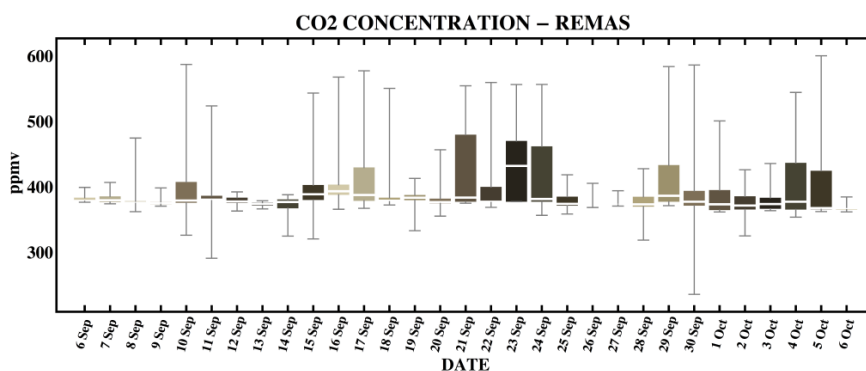 CO2 CONCENTRATION – REMAS
600
500
400
300
ppmv
6 Sep
7 Sep
8 Sep
9 Sep
10 Sep
11 Sep
12 Sep
13 Sep
14 Sep
15 Sep
16 Sep
17 Sep
18 Sep
19 Sep
20 Sep
21 Sep
22 Sep
23 Sep
24 Sep
25 Sep
26 Sep
27 Sep
28 Sep
29 Sep
30 Sep
1 Oct
2 Oct
3 Oct
4 Oct
5 Oct
6 Oct
DATE